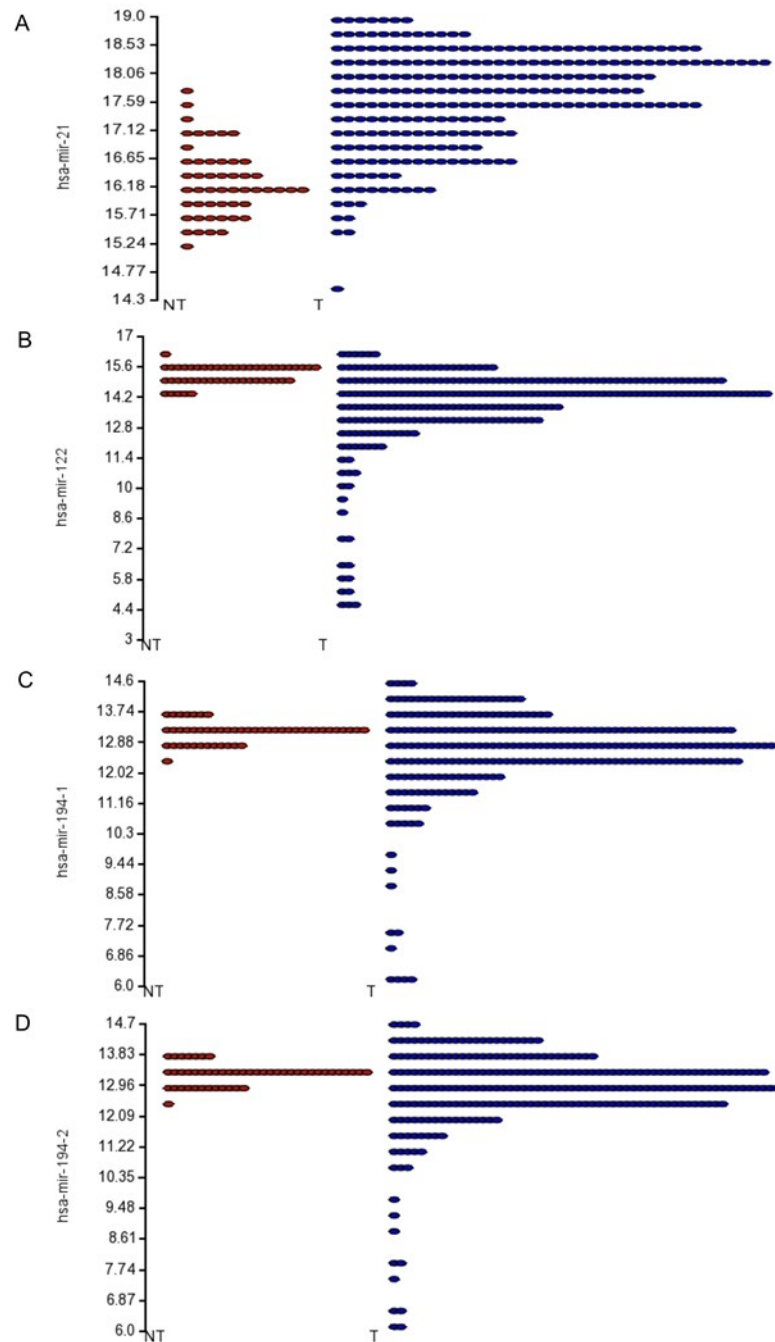 A
hsa-mir-21
19.0
18.53
18.06
17.59
17.12
16.65
16.18
15.71
15.24
14.77
14.3
NT
T
B
hsa-mir-122
17
15.6
14.2
12.8
11.4
10
8.6
7.2
5.8
4.4
3
NT
T
C
hsa-mir-194-1
14.6
13.74
12.88
12.02
11.16
10.3
9.44
8.58
7.72
6.86
6.0
NT
T
D
hsa-mir-194-2
14.7
13.83
12.96
12.09
11.22
10.35
9.48
8.61
7.74
6.87
6.0
NT
T